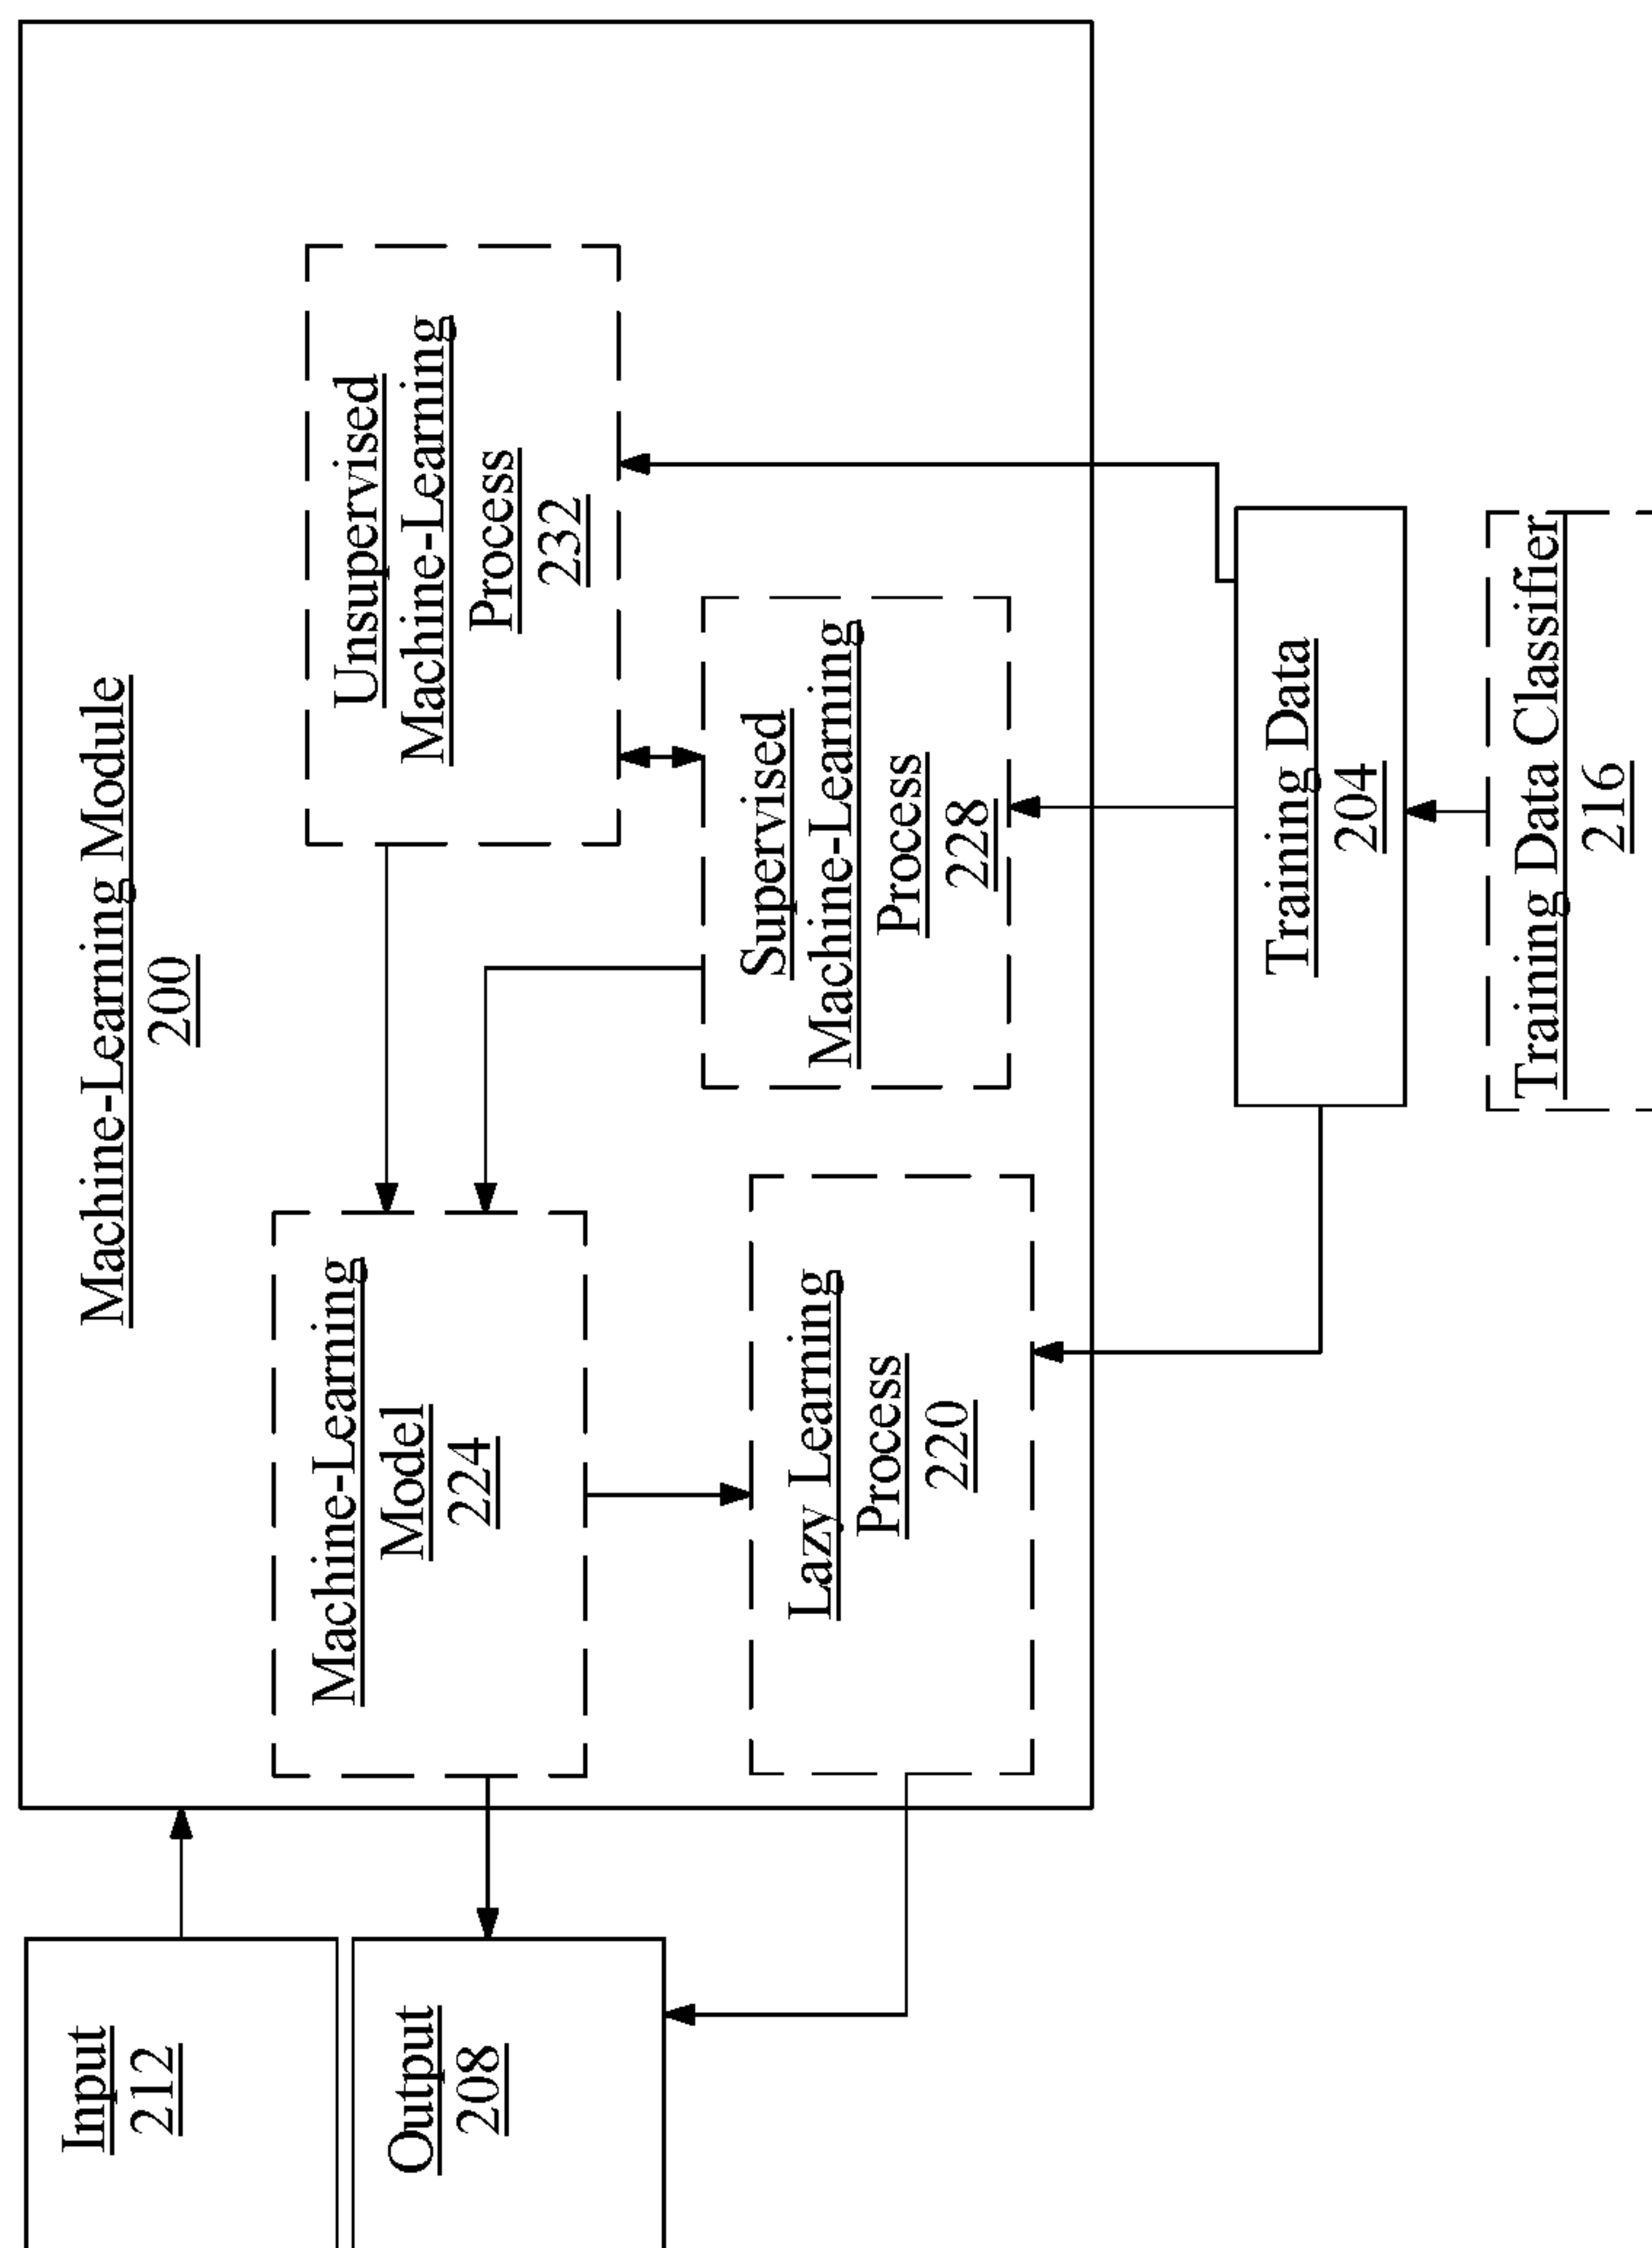 Machine-Learning Module
200
Input
212
Output
208
Machine-Learning
Model
224
Unsupervised
Machine-Learning
Process
232
Lazy Learning
Process
220
Supervised
Machine-Learning
Process
228
Training Data
204
Training Data Classifier
216